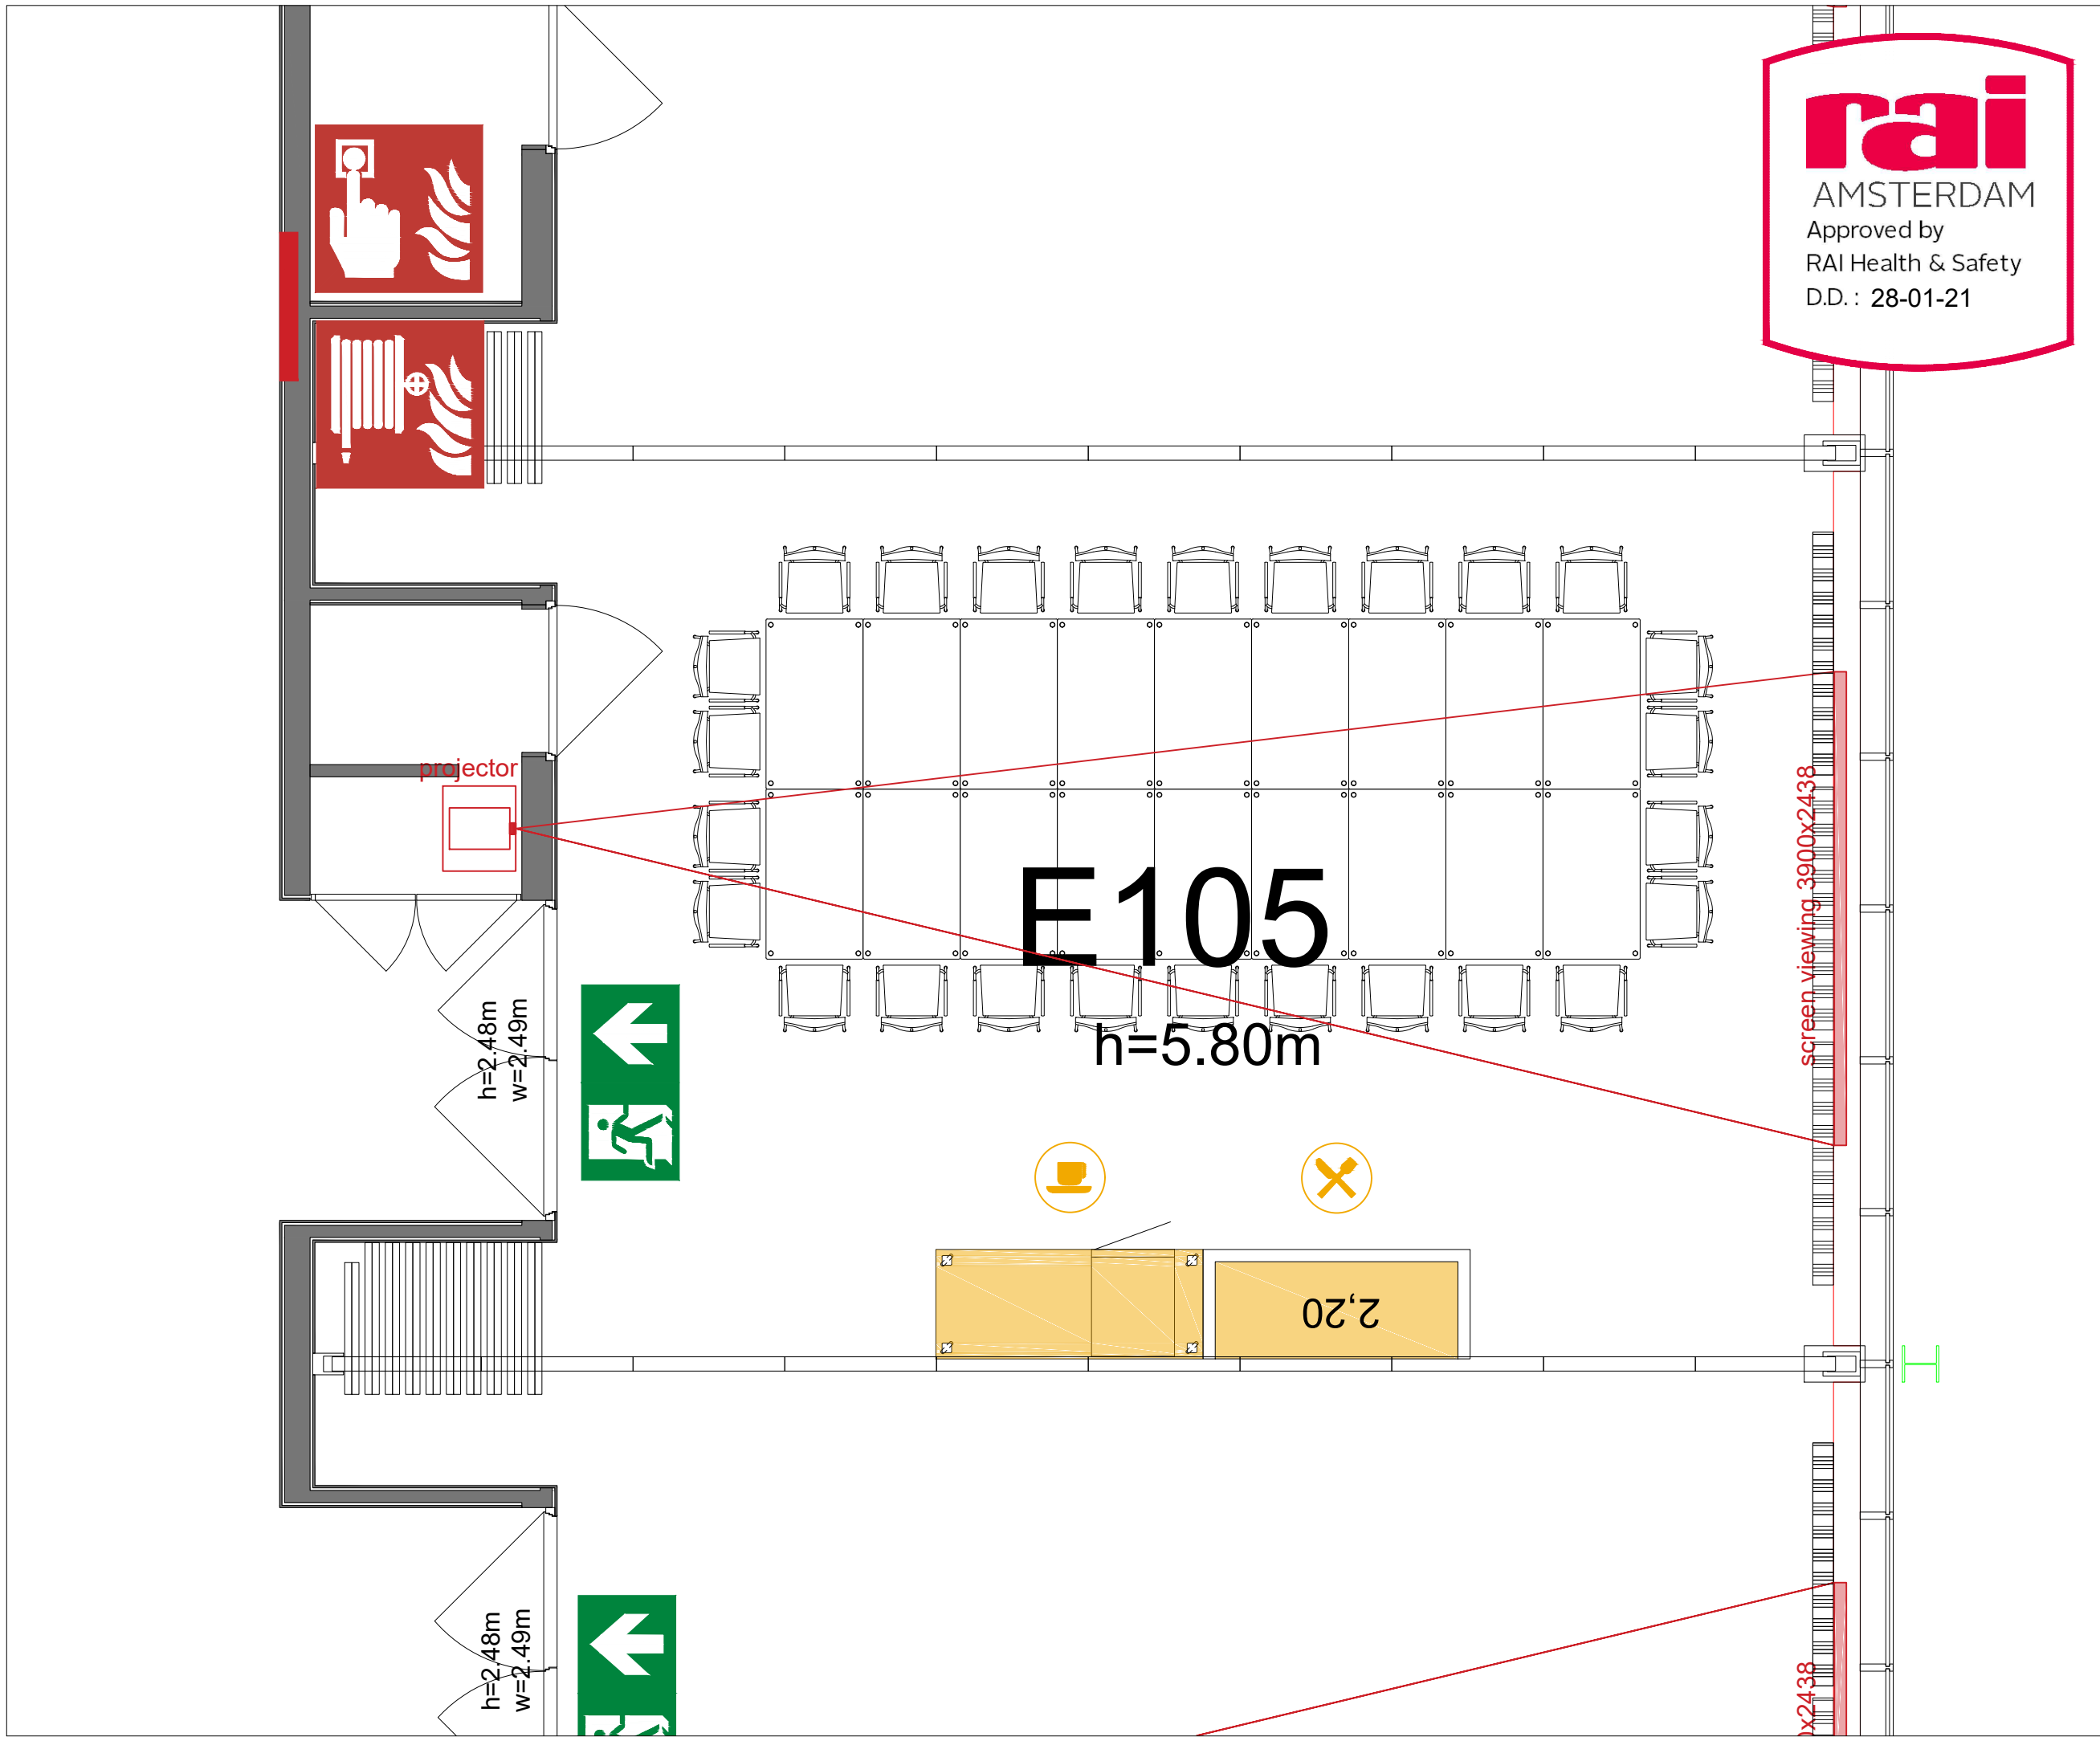 rai
AMSTERDAM
Approved by
RAI Health & Safety
D.D. : 28-01-21
projector
E105
h=5.80m
screen viewing 3900x2438
h=2.48m
w=2.49m
2,20
h=2.48m
w=2.49m
x2438